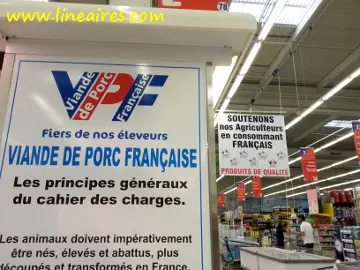 www.lineaires.com
78
VPF
Viande
de Porc
Française
Fiers de nos éleveurs
VIANDE DE PORC FRANÇAISE
Les principes généraux
du cahier des charges.
Les animaux doivent impérativement
être nés, élevés et abattus, plus
découpés et transformés en France.
SOUTENONS
nos Agriculteurs
en consommant
FRANÇAIS
PRODUITS DE QUALITÉ